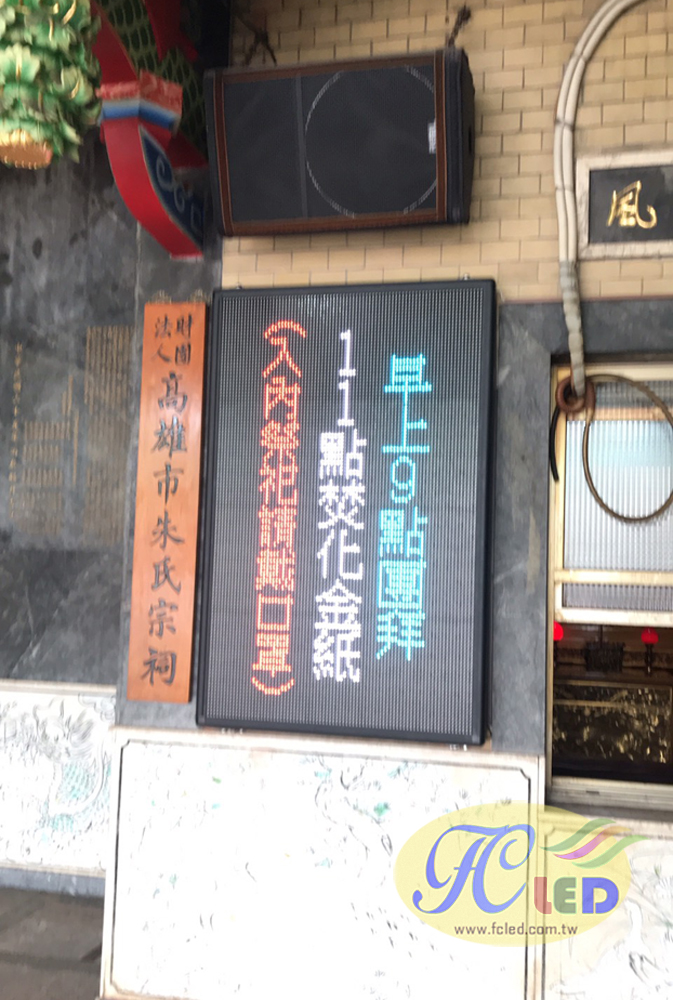 風
早上9點團拜
11點焚化金紙
(入內祭祀請戴口罩)
財團
法人
高雄市朱氏宗祠
FC LED
www.fcled.com.tw